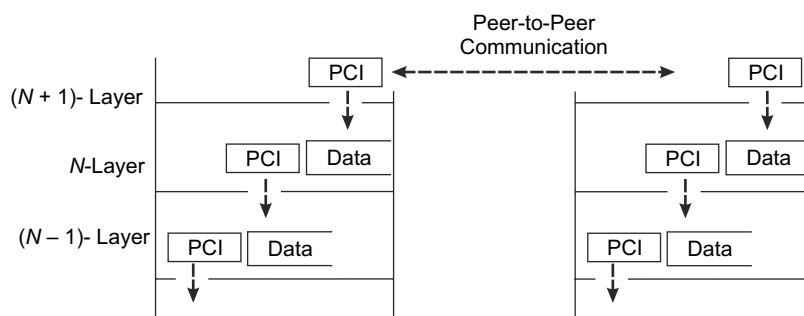 Peer-to-Peer
Communication
PCI
PCI
(N + 1)- Layer
N-Layer
PCI
Data
PCI
Data
(N – 1)- Layer
PCI
Data
PCI
Data